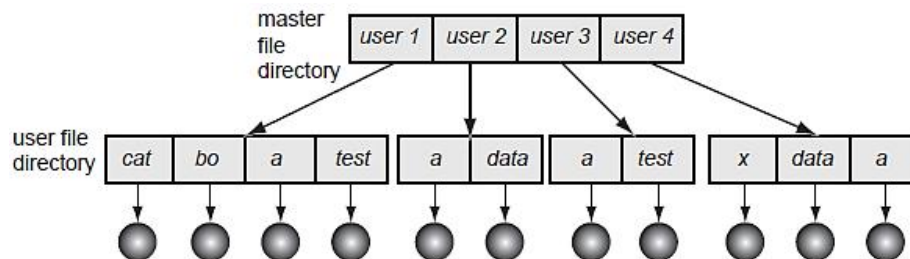 master
file
directory
user 1 user 2 user 3 user 4
user file
directory
cat bo a test a data a test x data a